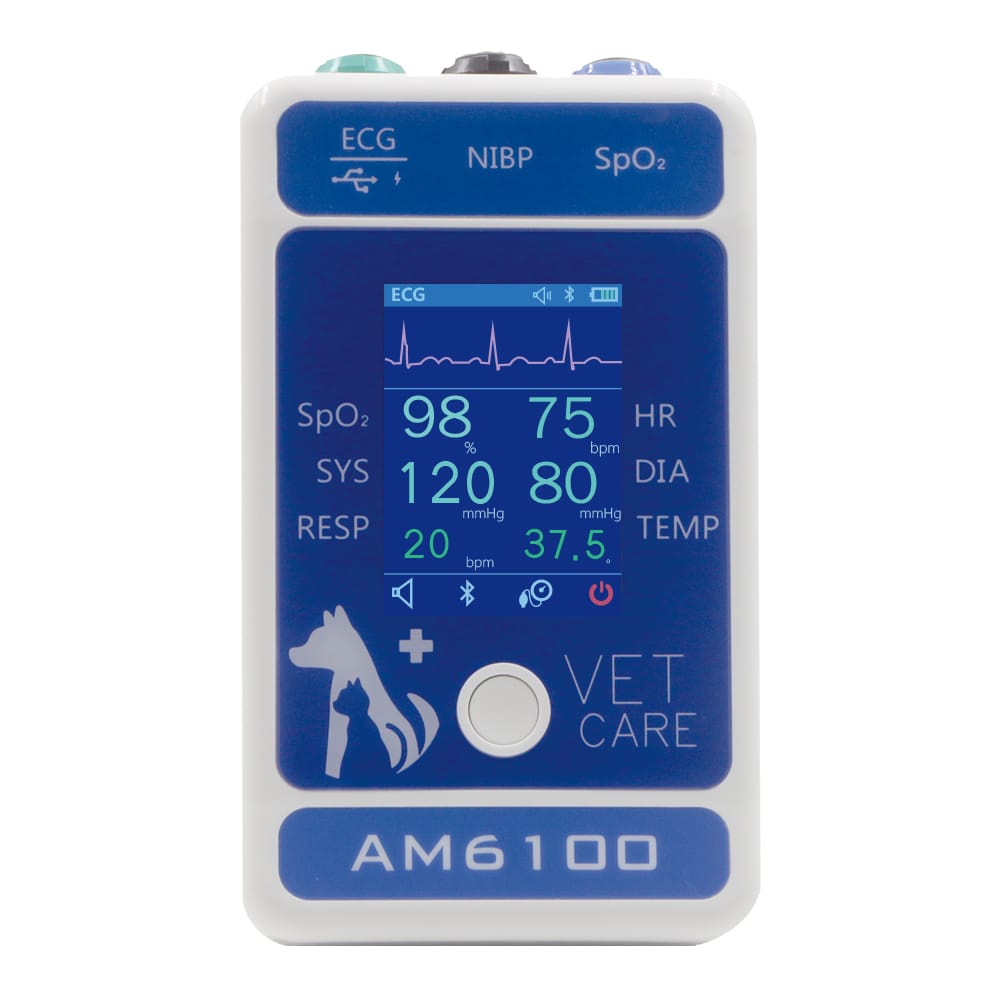 ECG
NIBP
SpO₂
ECG
SpO₂ 98 % 75 bpm HR
SYS 120 mmHg 80 mmHg DIA
RESP 20 bpm 37.5° TEMP
VET
CARE
AM6100